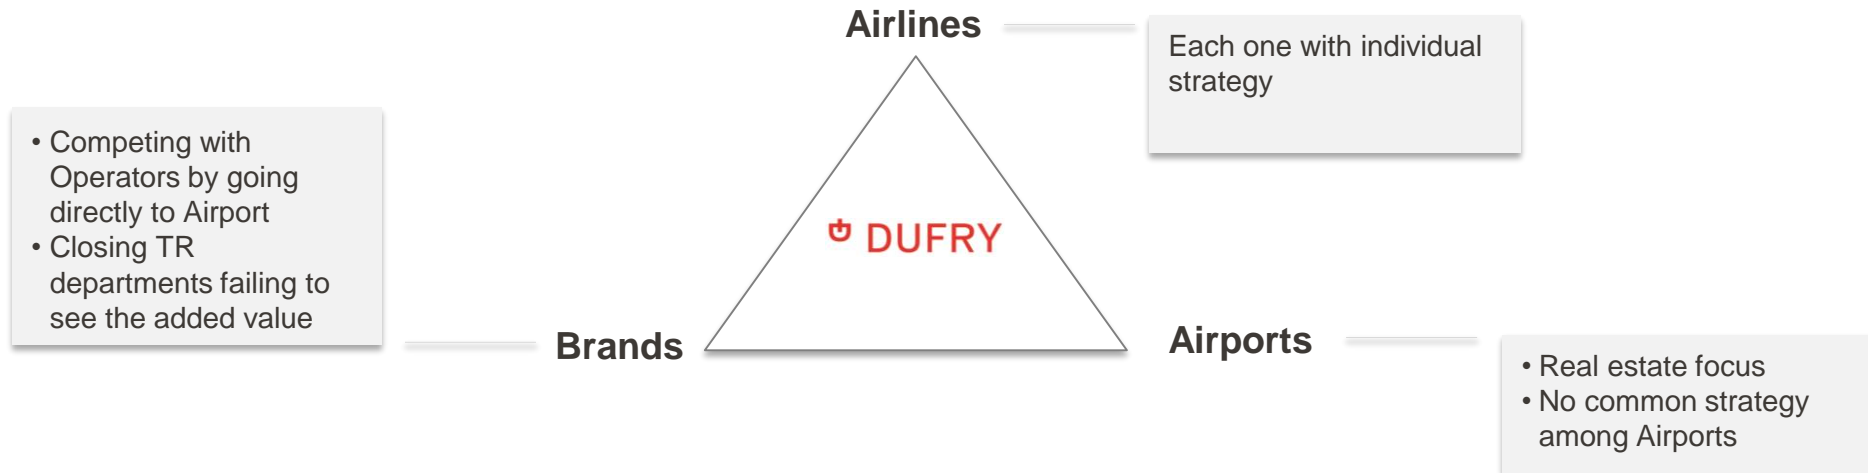 Airlines
Each one with individual
strategy
• Competing with
Operators by going
directly to Airport
• Closing TR
departments failing to
see the added value
DUFRY
Brands
Airports
• Real estate focus
• No common strategy
among Airports